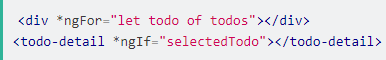 <div *ngFor="let todo of todos"></div>
<todo-detail *ngIf="selectedTodo"></todo-detail>